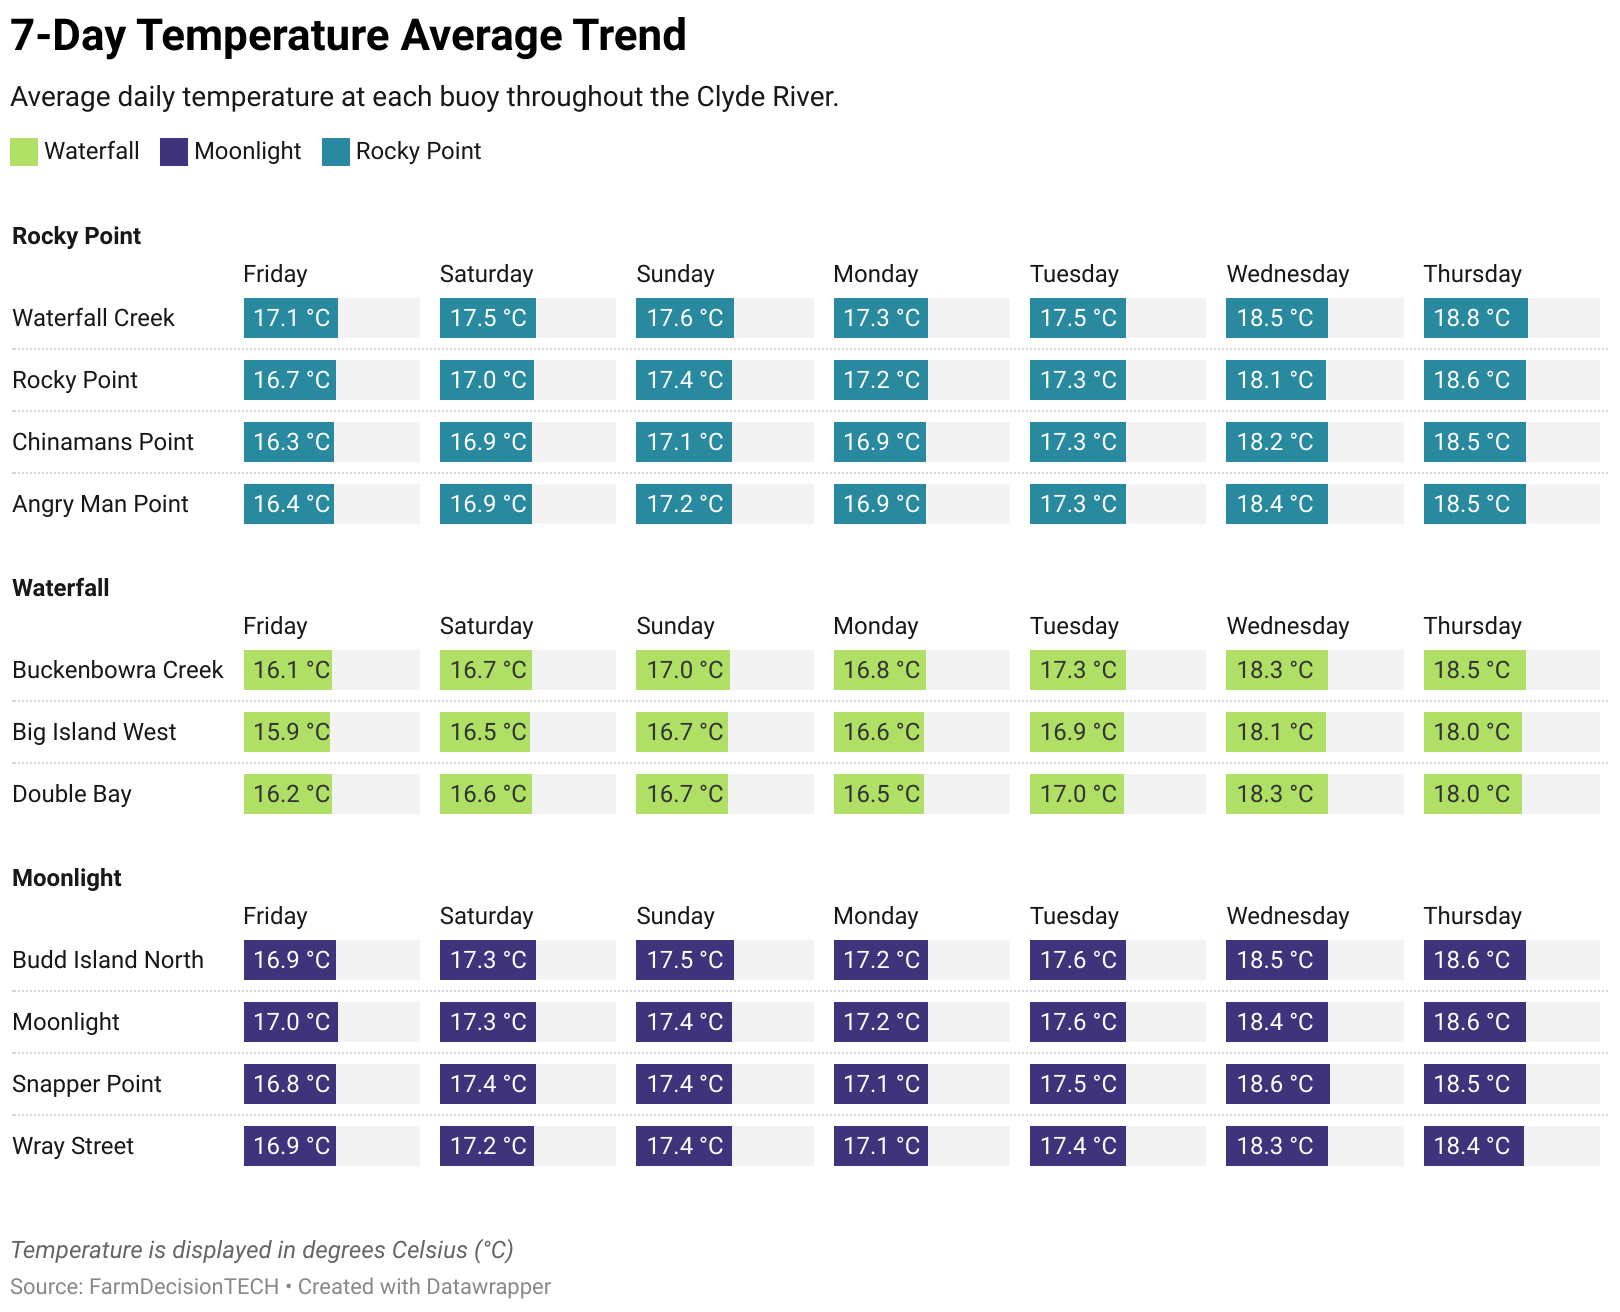 7-Day Temperature Average Trend
Average daily temperature at each buoy throughout the Clyde River.
Waterfall Moonlight Rocky Point
Rocky Point
Friday Saturday Sunday Monday Tuesday Wednesday Thursday
Waterfall Creek 17.1 °C 17.5 °C 17.6 °C 17.3 °C 17.5 °C 18.5 °C 18.8 °C
Rocky Point 16.7 °C 17.0 °C 17.4 °C 17.2 °C 17.3 °C 18.1 °C 18.6 °C
Chinamans Point 16.3 °C 16.9 °C 17.1 °C 16.9 °C 17.3 °C 18.2 °C 18.5 °C
Angry Man Point 16.4 °C 16.9 °C 17.2 °C 16.9 °C 17.3 °C 18.4 °C 18.5 °C
Waterfall
Friday Saturday Sunday Monday Tuesday Wednesday Thursday
Buckenbowra Creek 16.1 °C 16.7 °C 17.0 °C 16.8 °C 17.3 °C 18.3 °C 18.5 °C
Big Island West 15.9 °C 16.5 °C 16.7 °C 16.6 °C 16.9 °C 18.1 °C 18.0 °C
Double Bay 16.2 °C 16.6 °C 16.7 °C 16.5 °C 17.0 °C 18.3 °C 18.0 °C
Moonlight
Friday Saturday Sunday Monday Tuesday Wednesday Thursday
Budd Island North 16.9 °C 17.3 °C 17.5 °C 17.2 °C 17.6 °C 18.5 °C 18.6 °C
Moonlight 17.0 °C 17.3 °C 17.4 °C 17.2 °C 17.6 °C 18.4 °C 18.6 °C
Snapper Point 16.8 °C 17.4 °C 17.4 °C 17.1 °C 17.5 °C 18.6 °C 18.5 °C
Wray Street 16.9 °C 17.2 °C 17.4 °C 17.1 °C 17.4 °C 18.3 °C 18.4 °C
Temperature is displayed in degrees Celsius (°C)
Source: FarmDecisionTECH • Created with Datawrapper